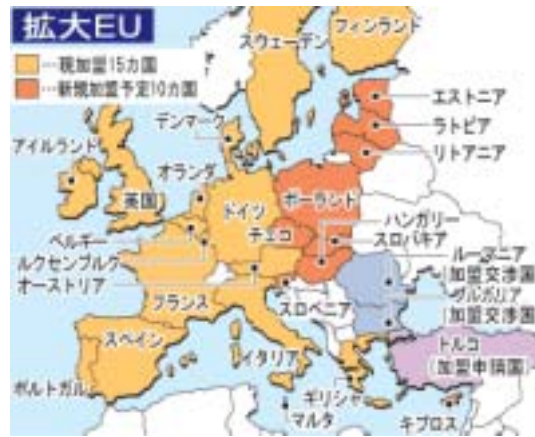 拡大EU
…現加盟15カ国
…新規加盟予定10カ国
スウェーデン
フィンランド
デンマーク
エストニア
アイルランド
ラトビア
オランダ
リトアニア
英国
ドイツ
ポーランド
ハンガリー
ベルギー
チェコ
スロバキア
ルクセンブルク
ルーマニア
(加盟交渉国)
オーストリア
ブルガリア
(加盟交渉国)
フランス
スロベニア
スペイン
イタリア
トルコ
(加盟申請国)
ポルトガル
ギリシャ
マルタ
キプロス